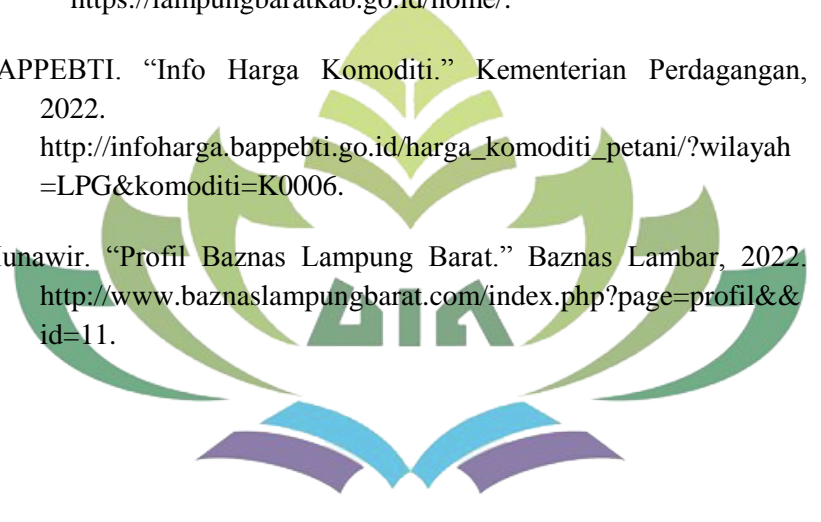 https://lampungbaratkab.go.id/home/.
APPEBTI. “Info Harga Komoditi.” Kementerian Perdagangan,
2022.
http://infoharga.bappebti.go.id/harga_komoditi_petani/?wilayah
=LPG&komoditi=K0006.
unawir. “Profil Baznas Lampung Barat.” Baznas Lambar, 2022.
http://www.baznaslampungbarat.com/index.php?page=profil&&
id=11.